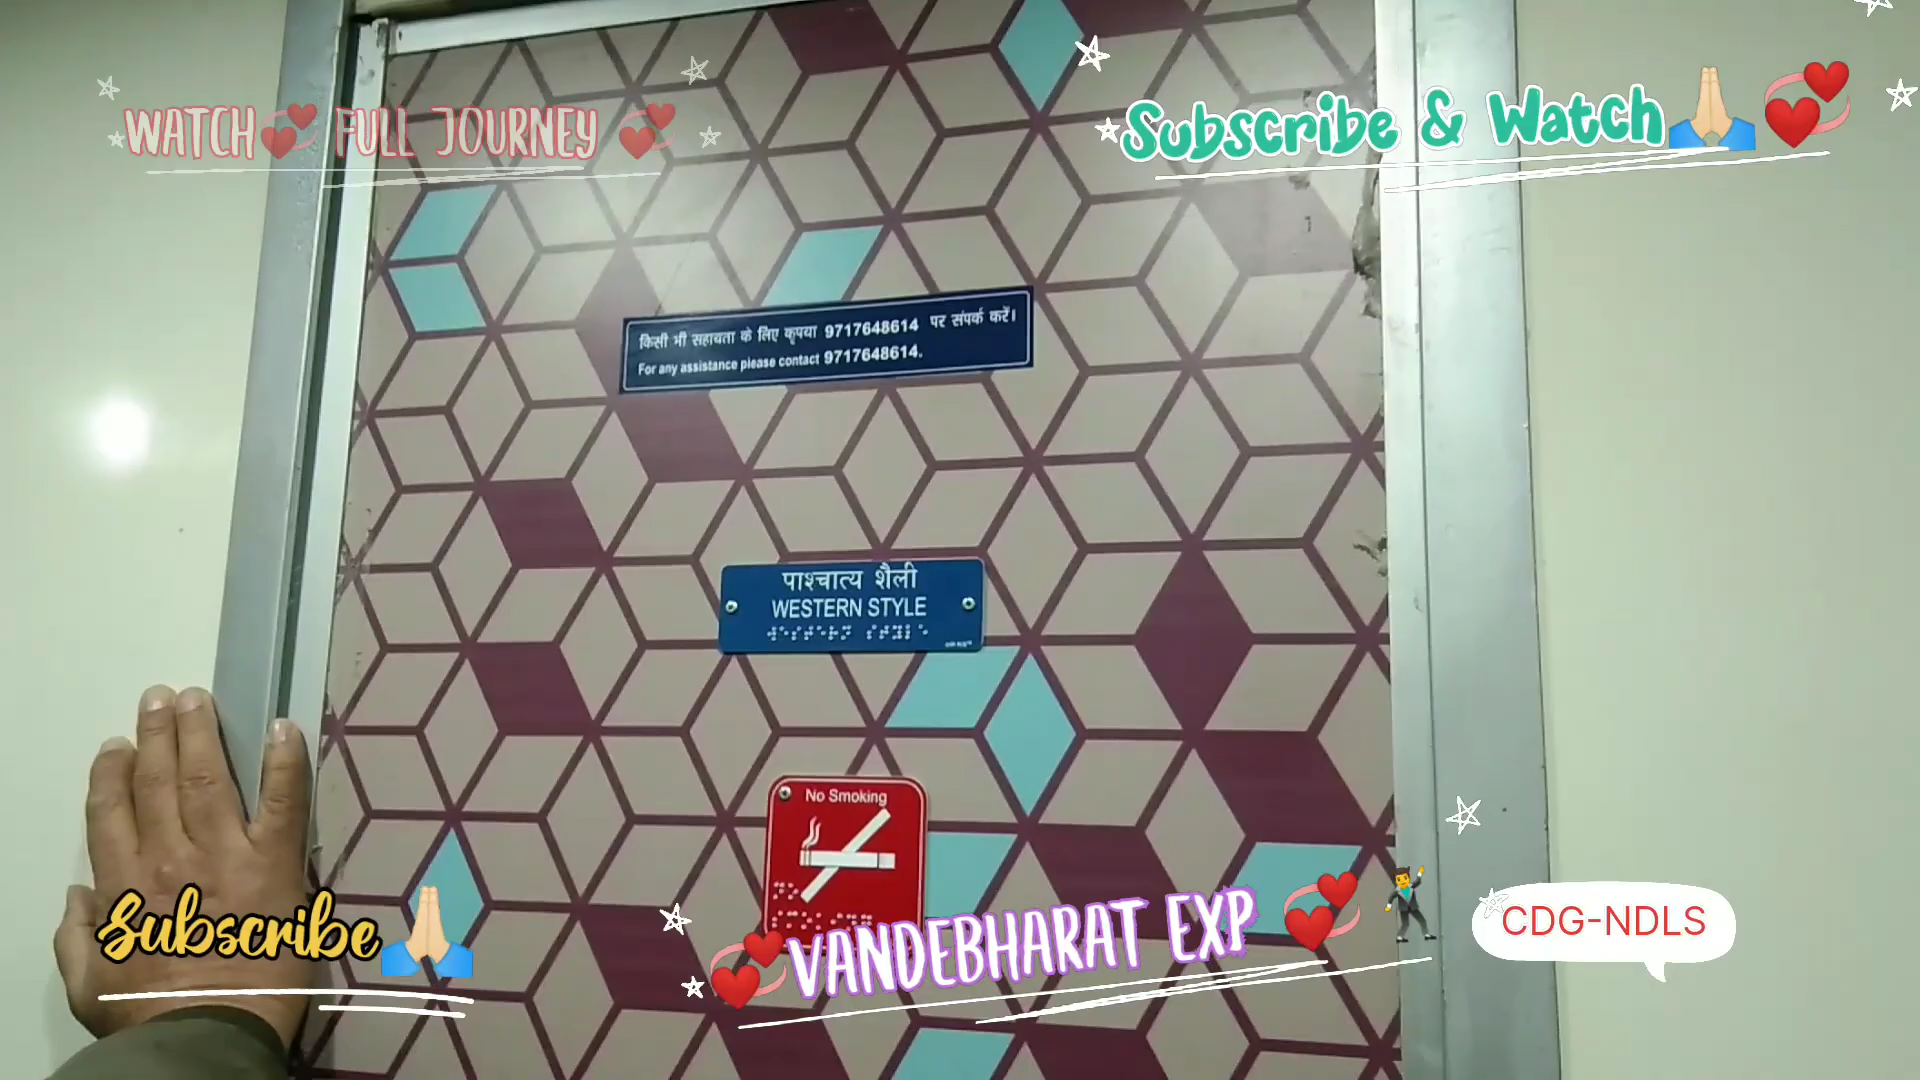 WATCH💞 FULL JOURNEY 💞
Subscribe & Watch🙏🏻💞
किसी भी सहायता के लिए कृपया 9717648614 पर संपर्क करें।
For any assistance please contact 9717648614.
पाश्चात्य शैली
WESTERN STYLE
No Smoking
Subscribe🙏🏻
💞VANDEBHARAT EXP 💞
CDG-NDLS